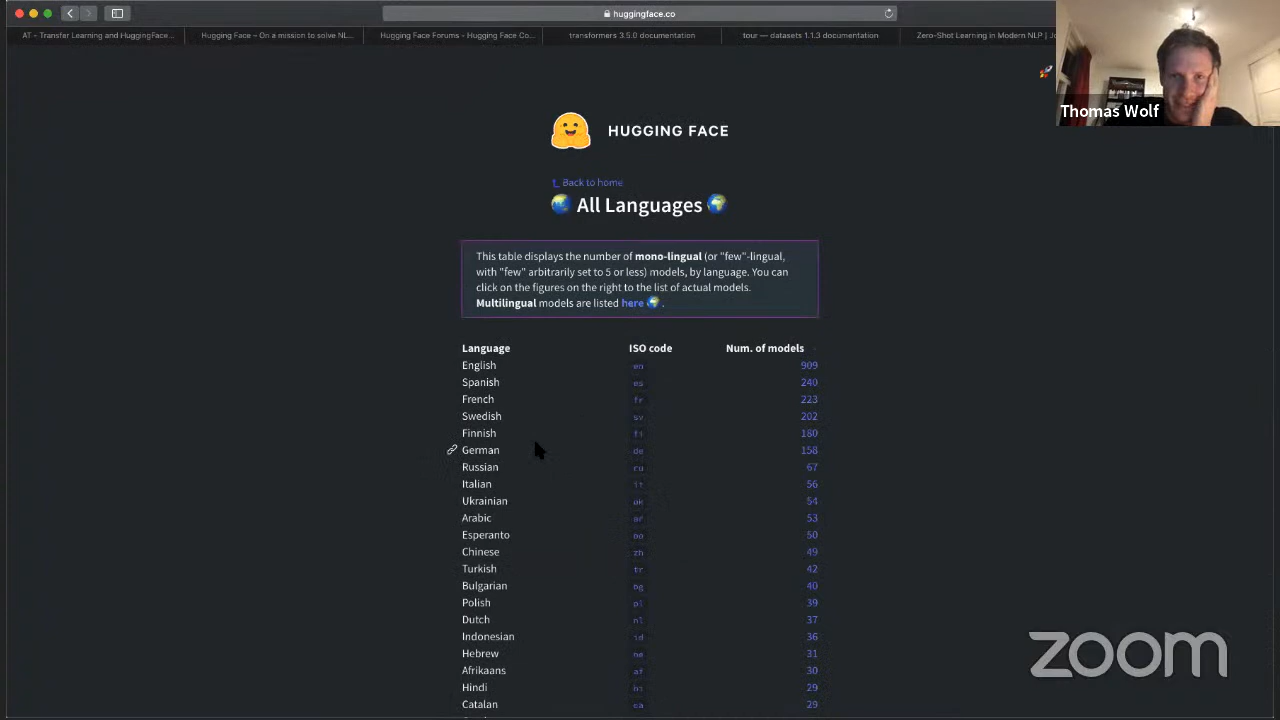 huggingface.co
AT - Transfer Learning and HuggingFace...
Hugging Face – On a mission to solve NL...
Hugging Face Forums - Hugging Face Co...
transformers 3.5.0 documentation
tour — datasets 1.1.3 documentation
Zero-Shot Learning in Modern NLP | Jo
Thomas Wolf
HUGGING FACE
Back to home
All Languages
This table displays the number of mono-lingual (or "few"-lingual,
with "few" arbitrarily set to 5 or less) models, by language. You can
click on the figures on the right to the list of actual models.
Multilingual models are listed here .
Language ISO code Num. of models
English en 909
Spanish es 240
French fr 223
Swedish sv 202
Finnish fi 180
German de 158
Russian ru 67
Italian it 56
Ukrainian uk 54
Arabic ar 53
Esperanto eo 50
Chinese zh 49
Turkish tr 42
Bulgarian bg 40
Polish pl 39
Dutch nl 37
Indonesian id 36
Hebrew he 31
Afrikaans af 30
Hindi hi 29
Catalan ca 29
zoom